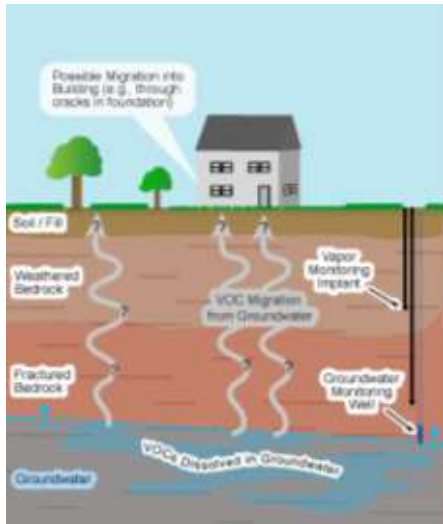 Possible Migration into
Building (e.g., through
cracks in foundation)
Soil / Fill
?
?
?
Weathered
Bedrock
VOC Migration
from Groundwater
Vapor
Monitoring
Implant
?
?
?
?
Fractured
Bedrock
Groundwater
Monitoring
Well
VOCs Dissolved in Groundwater
Groundwater